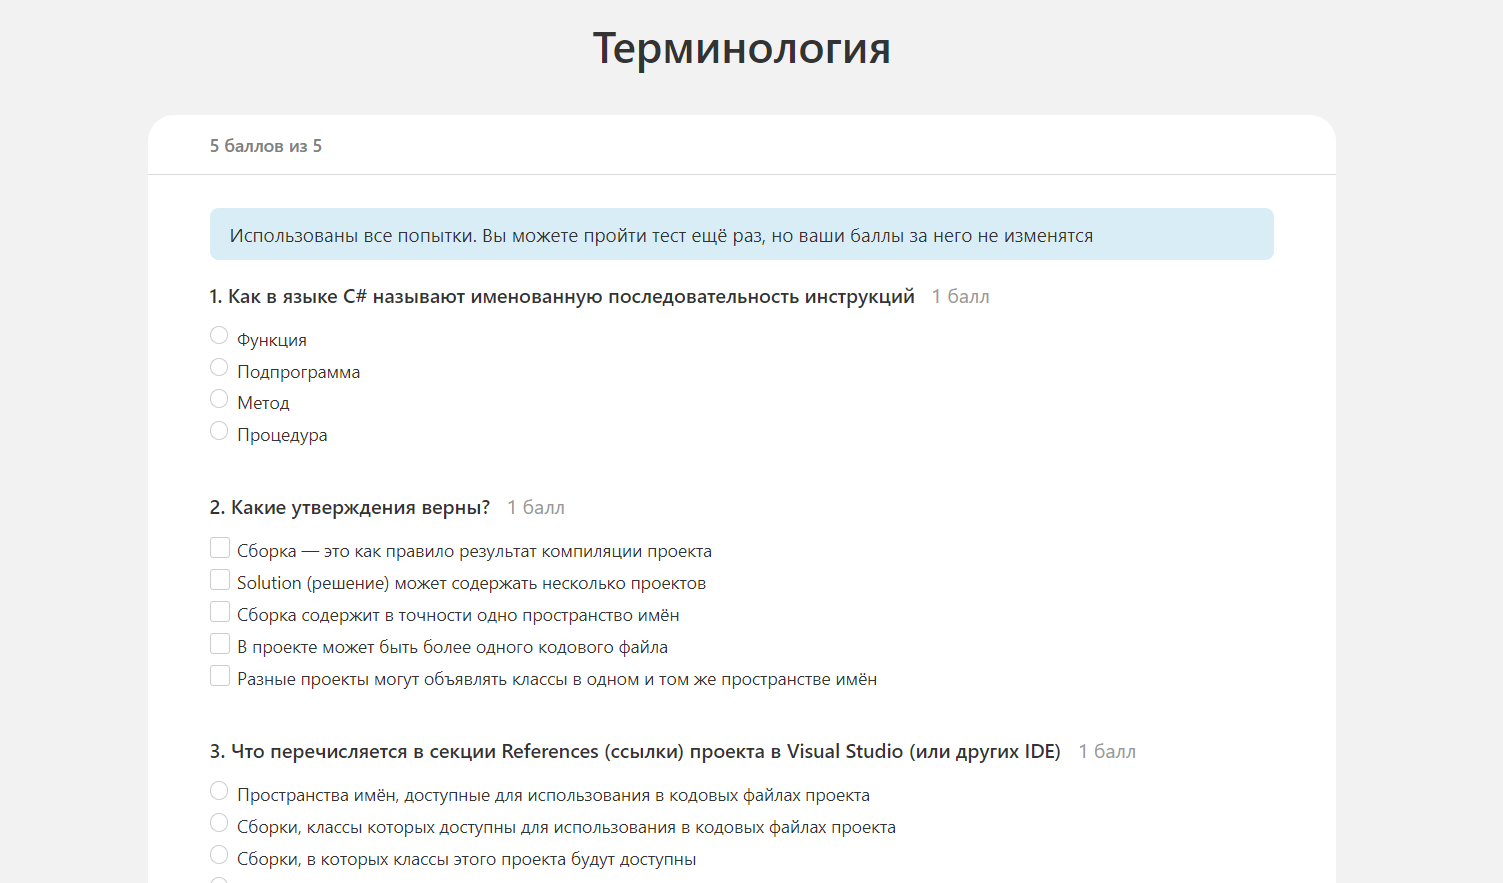 Терминология
5 баллов из 5
Использованы все попытки. Вы можете пройти тест ещё раз, но ваши баллы за него не изменятся
1. Как в языке C# называют именованную последовательность инструкций 1 балл
Функция
Подпрограмма
Метод
Процедура
2. Какие утверждения верны? 1 балл
Сборка — это как правило результат компиляции проекта
Solution (решение) может содержать несколько проектов
Сборка содержит в точности одно пространство имён
В проекте может быть более одного кодового файла
Разные проекты могут объявлять классы в одном и том же пространстве имён
3. Что перечисляется в секции References (ссылки) проекта в Visual Studio (или других IDE) 1 балл
Пространства имён, доступные для использования в кодовых файлах проекта
Сборки, классы которых доступны для использования в кодовых файлах проекта
Сборки, в которых классы этого проекта будут доступны